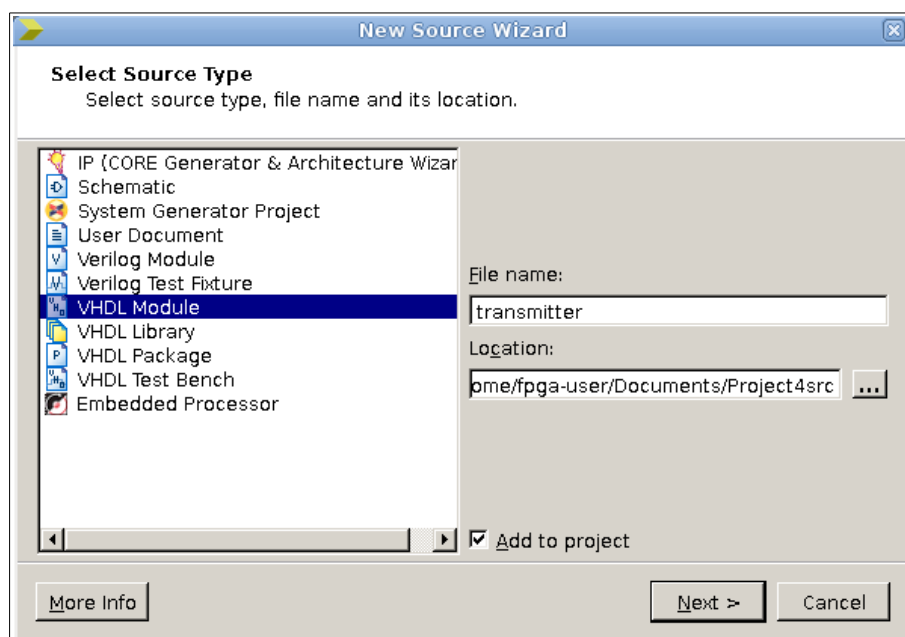 New Source Wizard
Select Source Type
Select source type, file name and its location.
IP (CORE Generator & Architecture Wizar
Schematic
System Generator Project
User Document
Verilog Module
Verilog Test Fixture
VHDL Module
VHDL Library
VHDL Package
VHDL Test Bench
Embedded Processor
File name:
transmitter
Location:
ome/fpga-user/Documents/Project4src
...
Add to project
More Info
Next >
Cancel